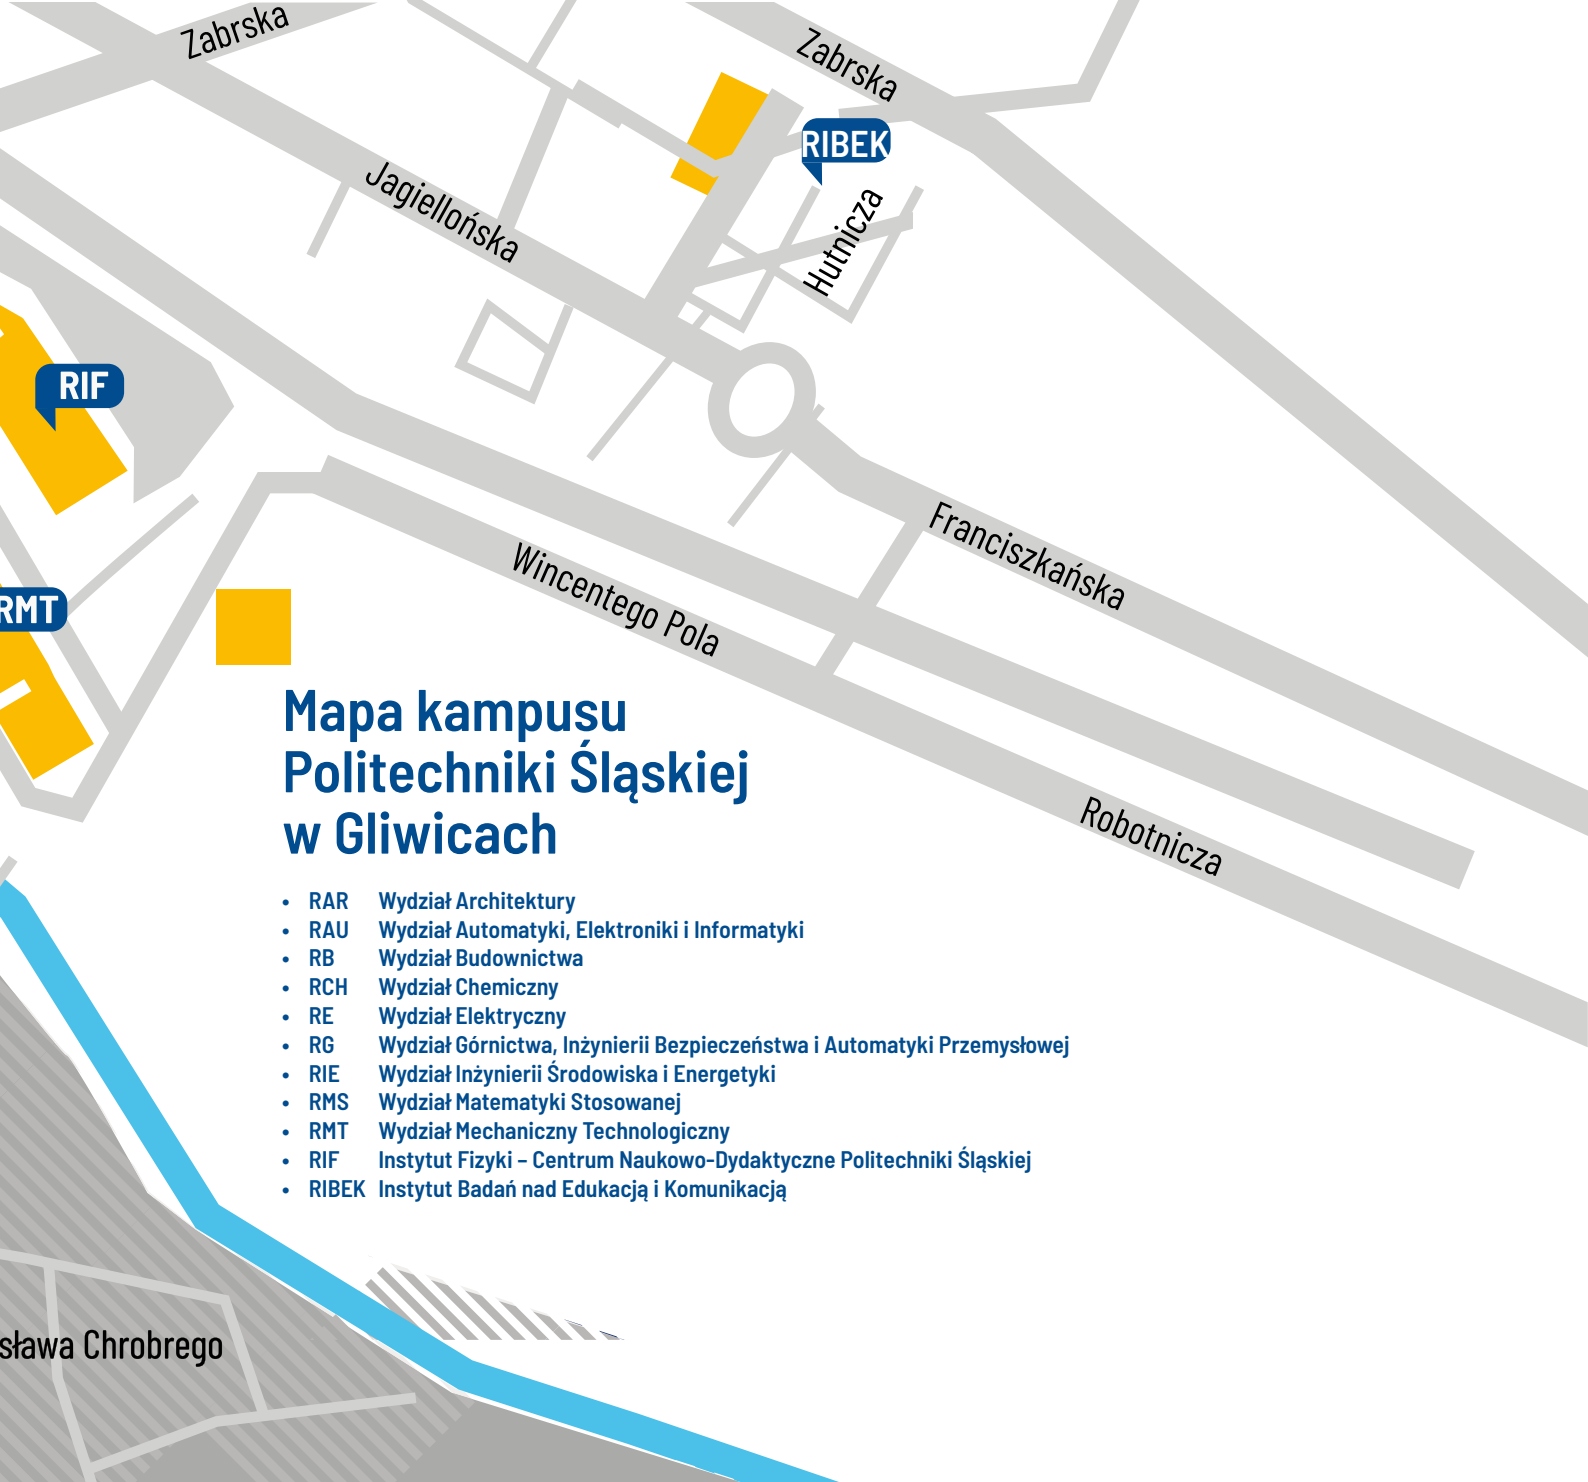 Zabrska
Zabrska
RIBEK
Jagiellońska
Hutnicza
RIF
Franciszkańska
Wincentego Pola
RMT
Mapa kampusu
Politechniki Śląskiej
w Gliwicach
Robotnicza
• RAR Wydział Architektury
• RAU Wydział Automatyki, Elektroniki i Informatyki
• RB Wydział Budownictwa
• RCH Wydział Chemiczny
• RE Wydział Elektryczny
• RG Wydział Górnictwa, Inżynierii Bezpieczeństwa i Automatyki Przemysłowej
• RIE Wydział Inżynierii Środowiska i Energetyki
• RMS Wydział Matematyki Stosowanej
• RMT Wydział Mechaniczny Technologiczny
• RIF Instytut Fizyki – Centrum Naukowo-Dydaktyczne Politechniki Śląskiej
• RIBEK Instytut Badań nad Edukacją i Komunikacją
sława Chrobrego